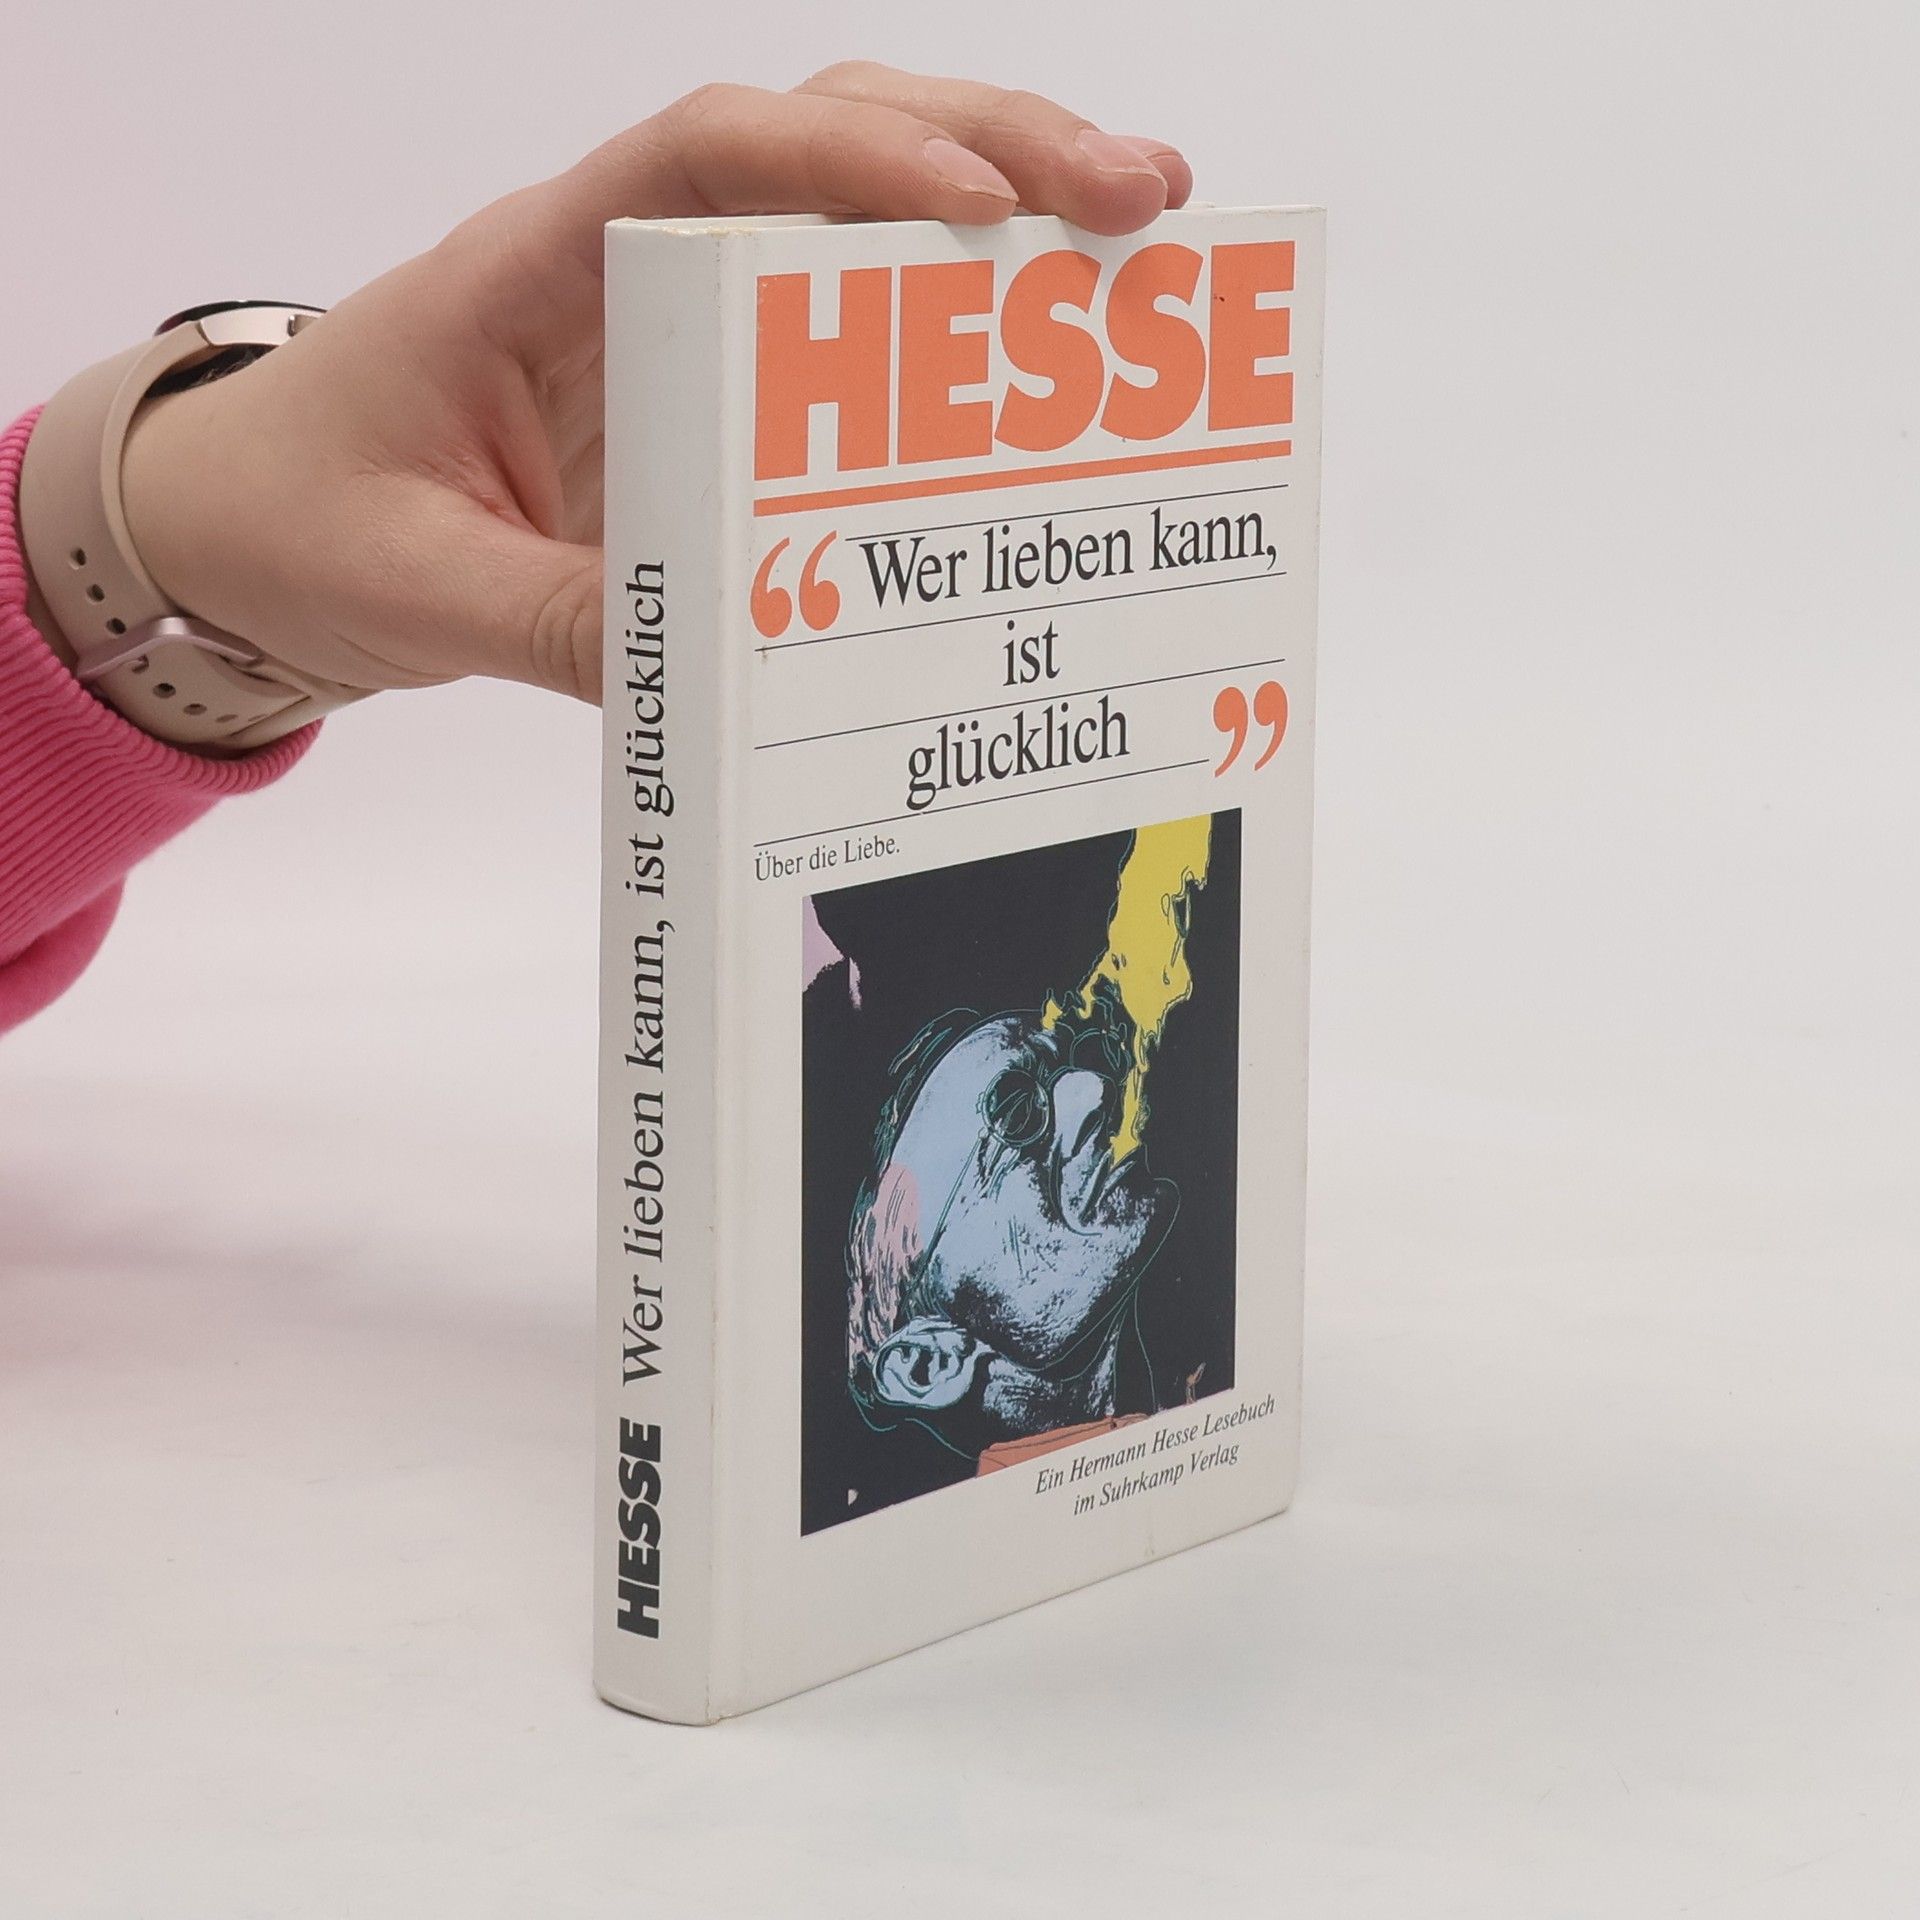 HESSE
“Wer lieben kann,
ist
glücklich”
Über die Liebe.
Ein Hermann Hesse Lesebuch
im Suhrkamp Verlag
HESSE Wer lieben kann, ist glücklich